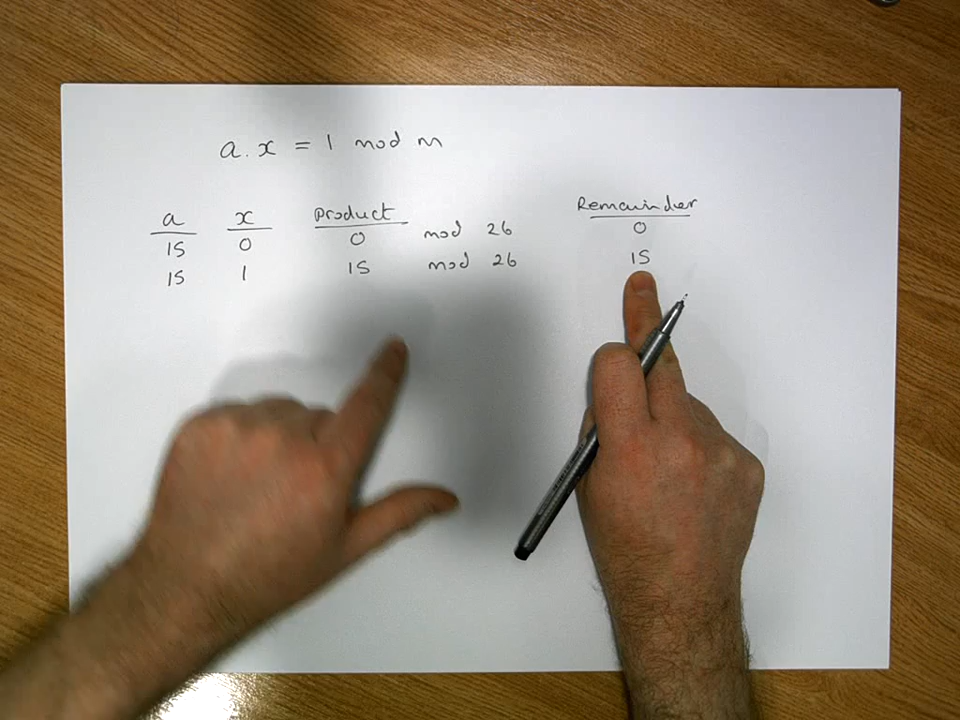 a.x = 1 mod m
a x Product Remainder
15 0 0 mod 26 0
15 1 15 mod 26 15